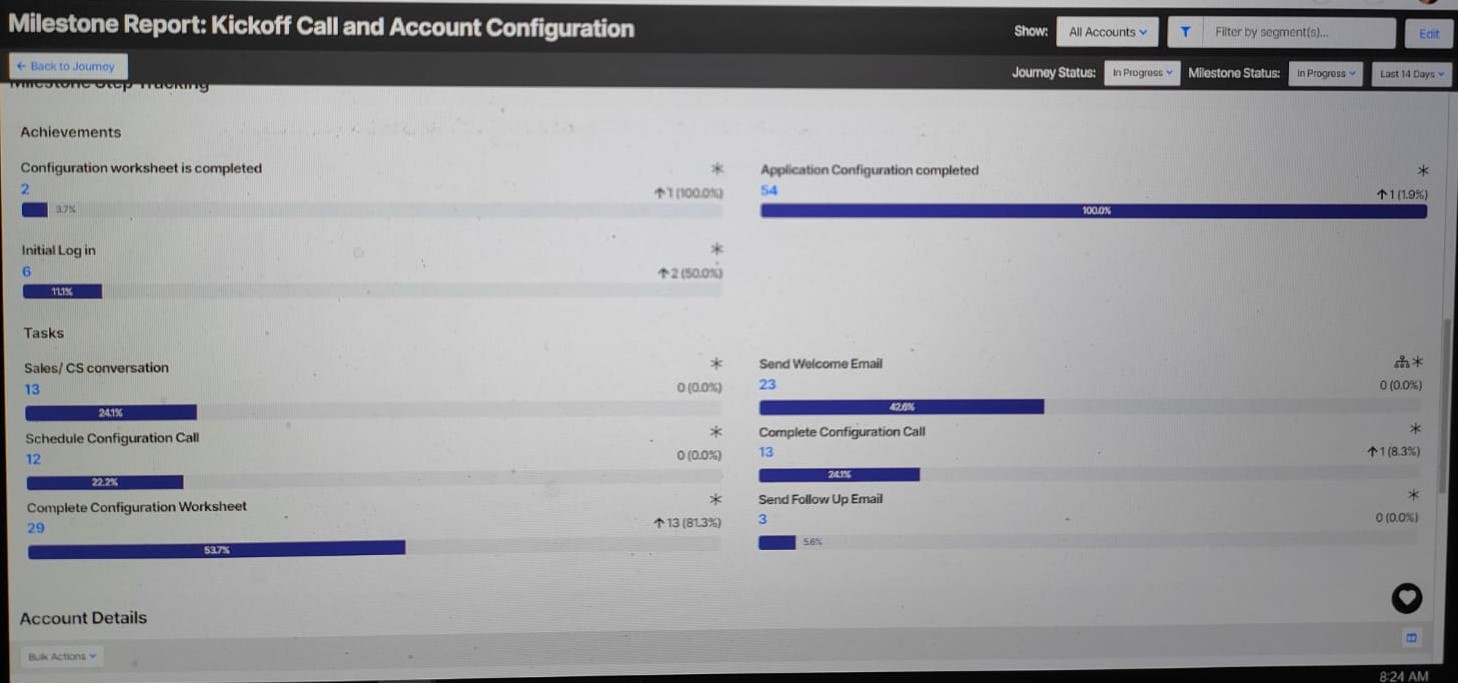 Milestone Report: Kickoff Call and Account Configuration
Show: All Accounts Filter by segment(s)... Edit
← Back to Journey
Journey Status: In Progress Milestone Status: In Progress Last 14 Days
Milestone Step Tracking
Achievements
Configuration worksheet is completed
2
↑1 (100.0%)
3.7%
Application Configuration completed
54
↑1 (1.9%)
100.0%
Initial Log in
6
↑2 (50.0%)
11.1%
Tasks
Sales/ CS conversation
13
0 (0.0%)
24.1%
Send Welcome Email
23
0 (0.0%)
42.6%
Schedule Configuration Call
12
0 (0.0%)
22.2%
Complete Configuration Call
13
↑1 (8.3%)
24.1%
Complete Configuration Worksheet
29
↑13 (81.3%)
53.7%
Send Follow Up Email
3
0 (0.0%)
5.6%
Account Details
Bulk Actions
8:24 AM